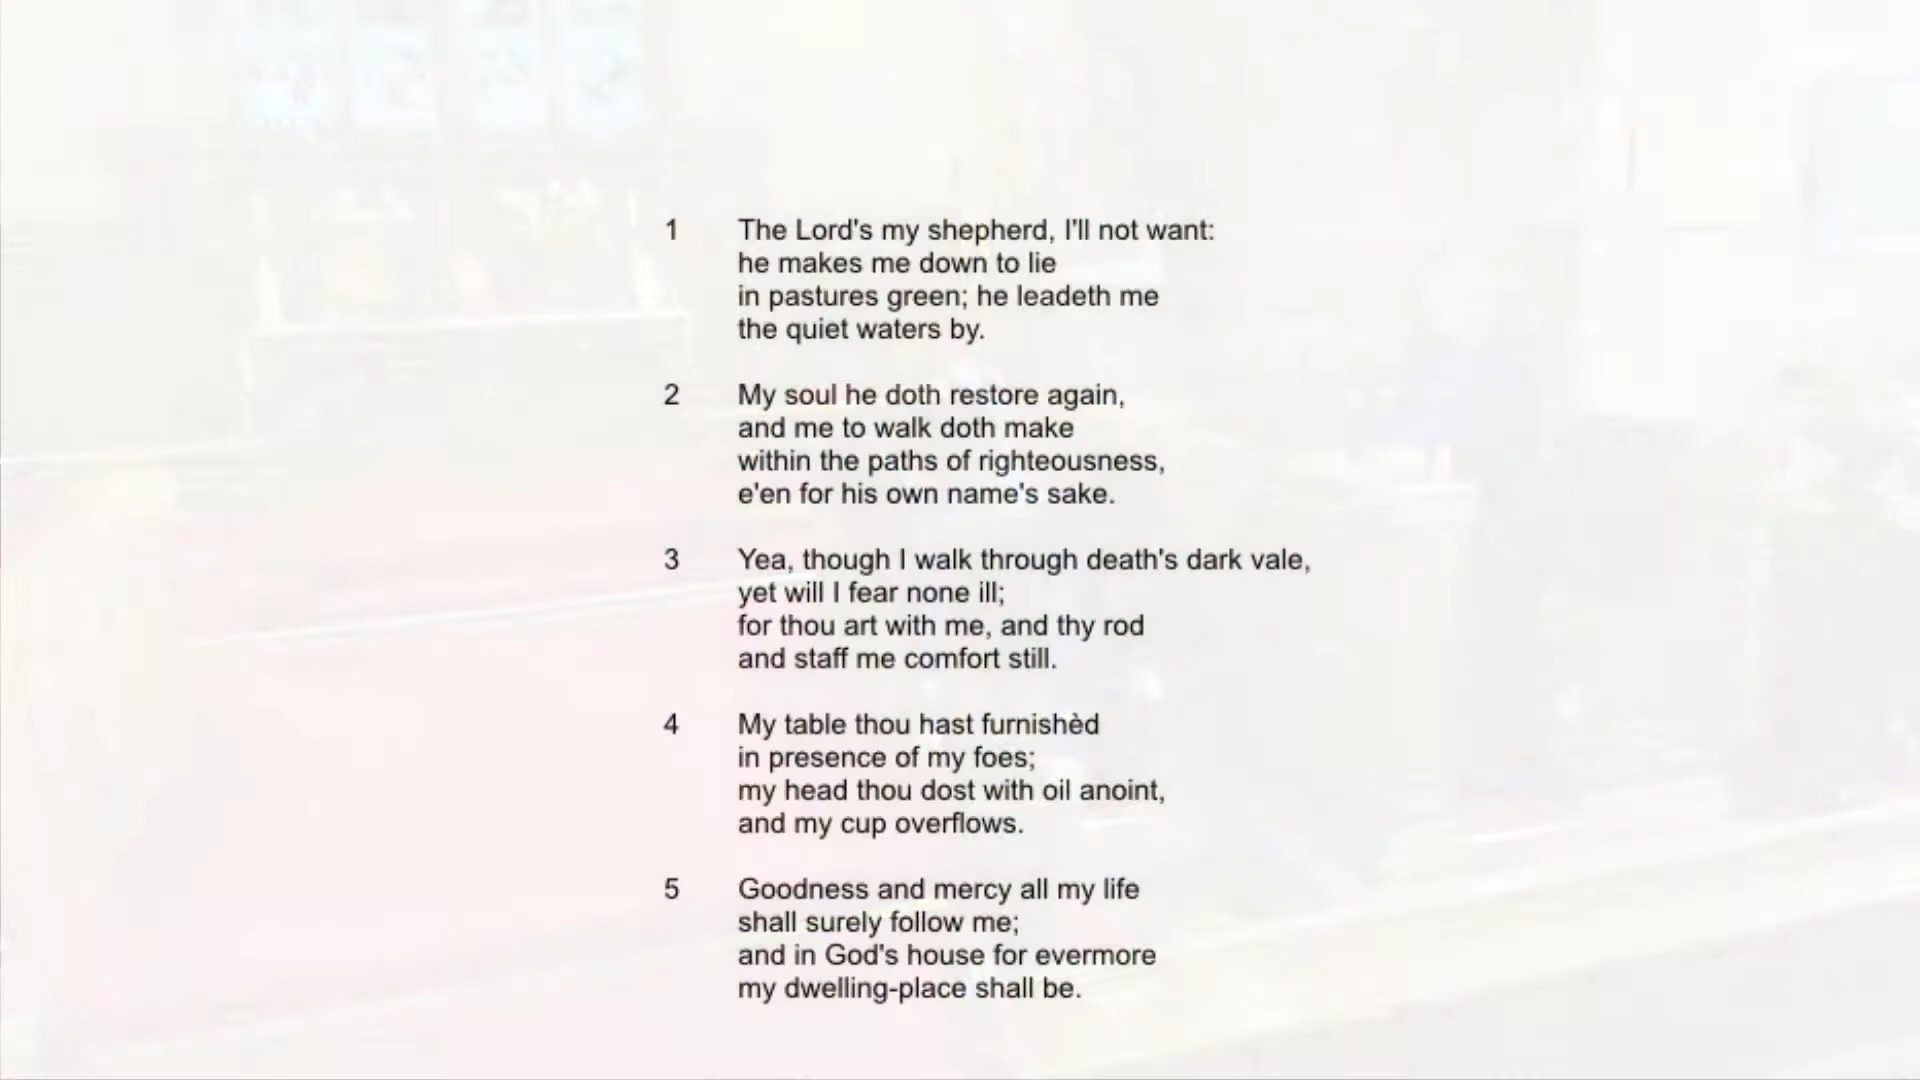 1 The Lord's my shepherd, I'll not want:
he makes me down to lie
in pastures green; he leadeth me
the quiet waters by.
2 My soul he doth restore again,
and me to walk doth make
within the paths of righteousness,
e'en for his own name's sake.
3 Yea, though I walk through death's dark vale,
yet will I fear none ill;
for thou art with me, and thy rod
and staff me comfort still.
4 My table thou hast furnishèd
in presence of my foes;
my head thou dost with oil anoint,
and my cup overflows.
5 Goodness and mercy all my life
shall surely follow me;
and in God's house for evermore
my dwelling-place shall be.